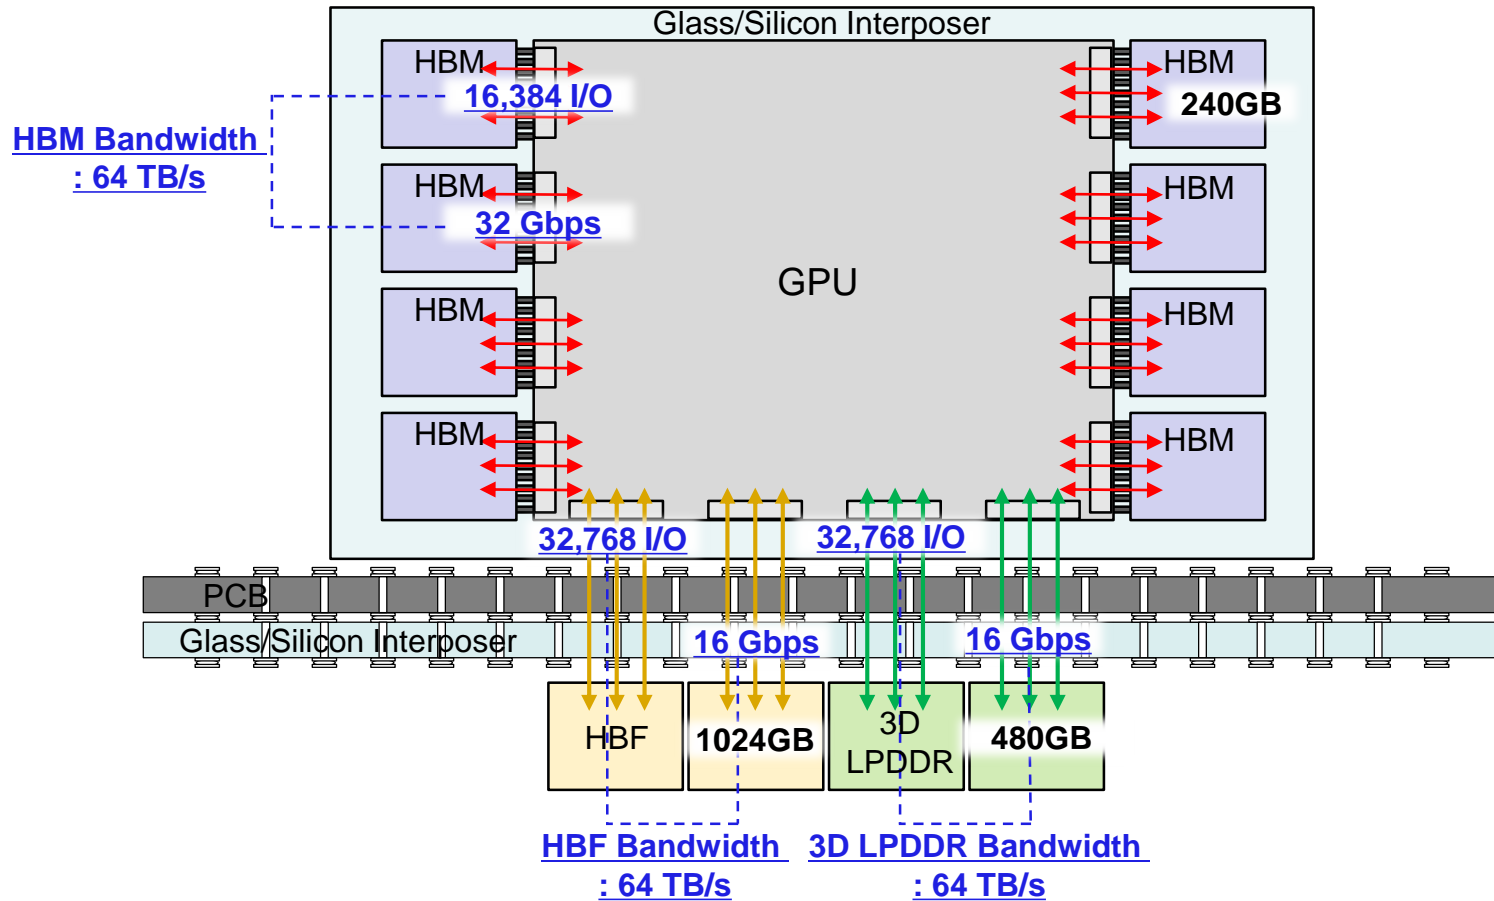 Glass/Silicon Interposer
HBM
16,384 I/O
HBM
240GB
HBM Bandwidth
: 64 TB/s
HBM
32 Gbps
HBM
GPU
HBM
HBM
HBM
HBM
32,768 I/O
32,768 I/O
PCB
Glass/Silicon Interposer
16 Gbps
16 Gbps
HBF
1024GB
3D
LPDDR
480GB
HBF Bandwidth
: 64 TB/s
3D LPDDR Bandwidth
: 64 TB/s